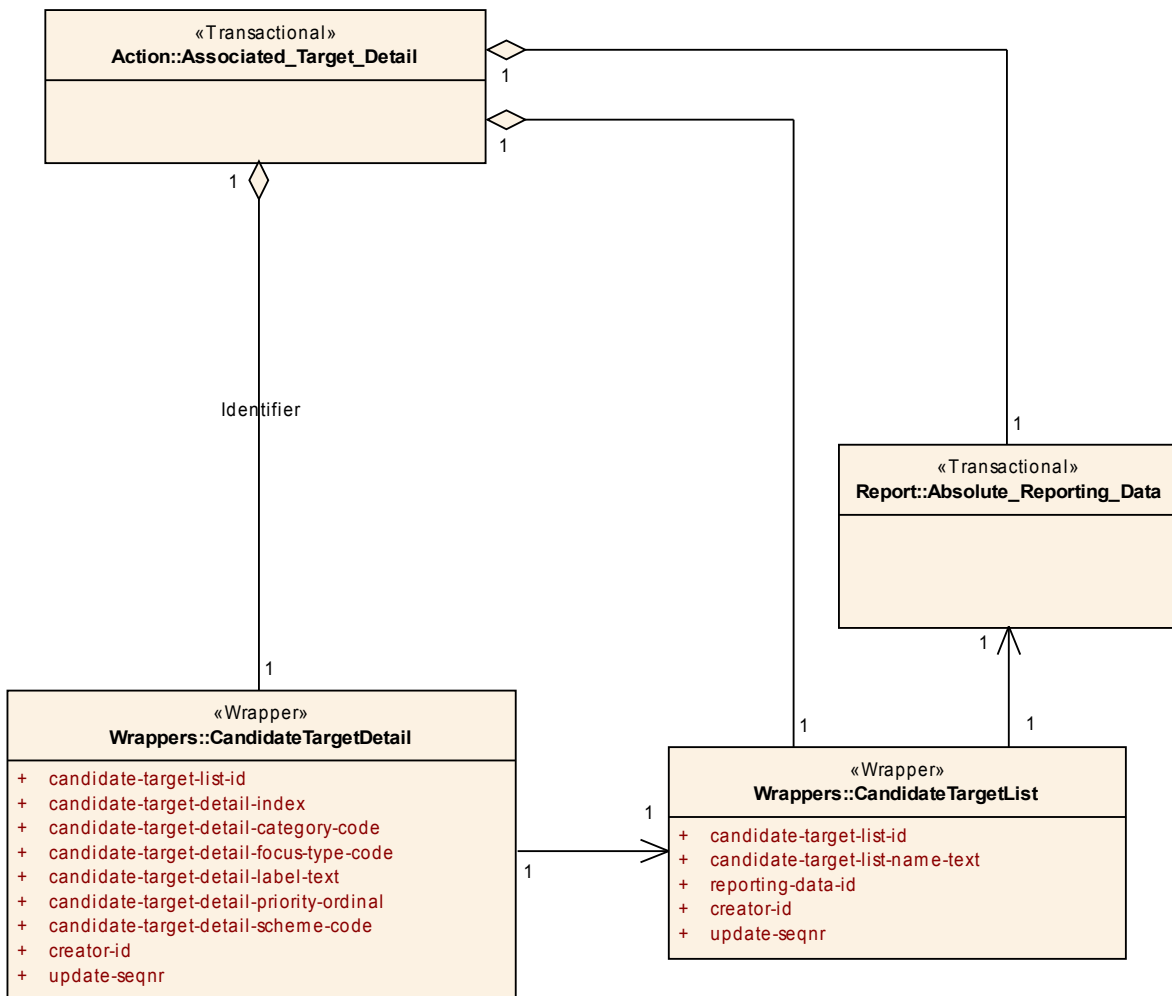 «Transactional»
Action::Associated_Target_Detail
1
1
1
Identifier
1
«Transactional»
Report::Absolute_Reporting_Data
1
1
1
1
«Wrapper»
Wrappers::CandidateTargetDetail
+ candidate-target-list-id
+ candidate-target-detail-index
+ candidate-target-detail-category-code
+ candidate-target-detail-focus-type-code
+ candidate-target-detail-label-text
+ candidate-target-detail-priority-ordinal
+ candidate-target-detail-scheme-code
+ creator-id
+ update-seqnr
1
1
«Wrapper»
Wrappers::CandidateTargetList
+ candidate-target-list-id
+ candidate-target-list-name-text
+ reporting-data-id
+ creator-id
+ update-seqnr